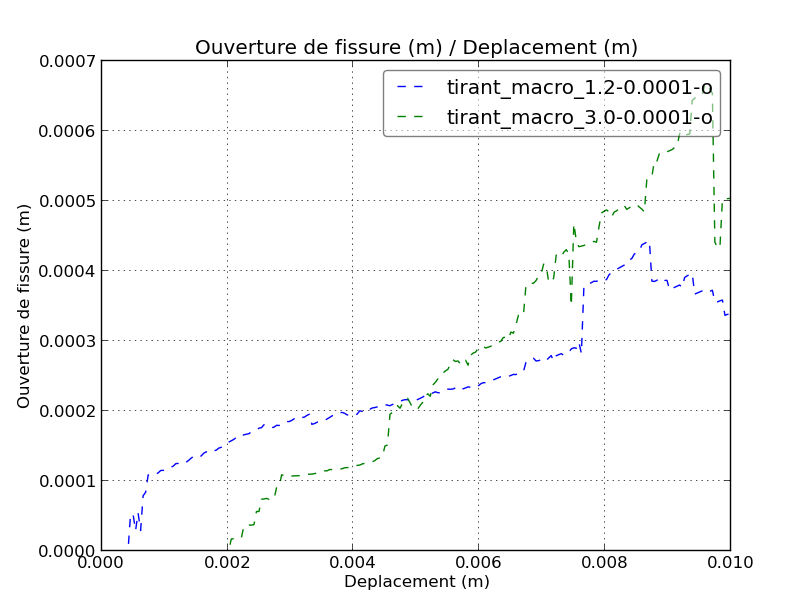 Ouverture de fissure (m) / Deplacement (m)
tirant_macro_1.2-0.0001-o
tirant_macro_3.0-0.0001-o
0.0007
0.0006
0.0005
0.0004
0.0003
0.0002
0.0001
0.0000
Ouverture de fissure (m)
0.000 0.002 0.004 0.006 0.008 0.010
Deplacement (m)